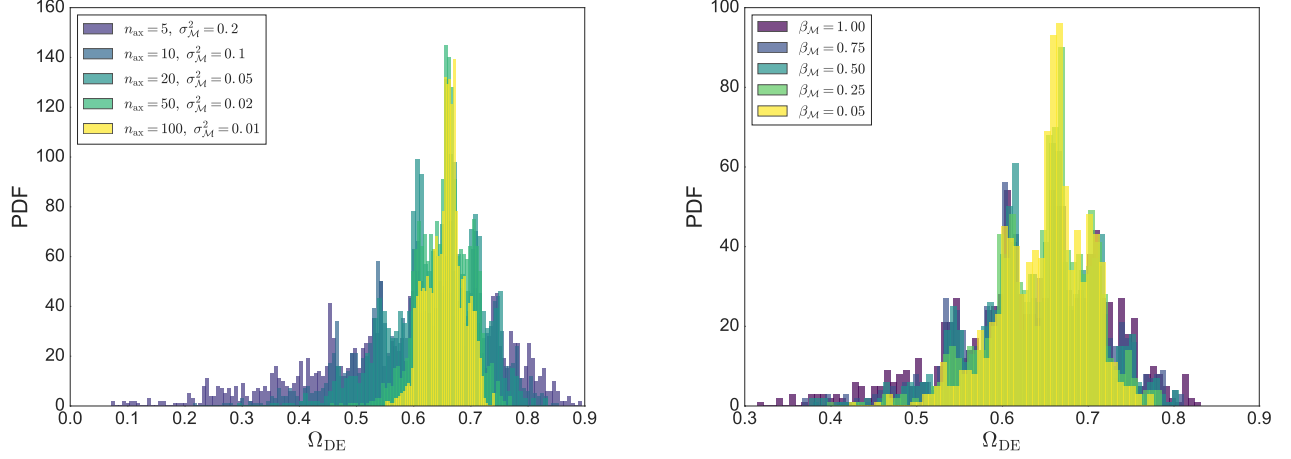 160
140
120
100
80
60
40
20
0
PDF
n_ax = 5, σ²_ℳ = 0.2
n_ax = 10, σ²_ℳ = 0.1
n_ax = 20, σ²_ℳ = 0.05
n_ax = 50, σ²_ℳ = 0.02
n_ax = 100, σ²_ℳ = 0.01
0.0 0.1 0.2 0.3 0.4 0.5 0.6 0.7 0.8 0.9
Ω_DE
100
80
60
40
20
0
PDF
β_ℳ = 1.00
β_ℳ = 0.75
β_ℳ = 0.50
β_ℳ = 0.25
β_ℳ = 0.05
0.3 0.4 0.5 0.6 0.7 0.8 0.9
Ω_DE